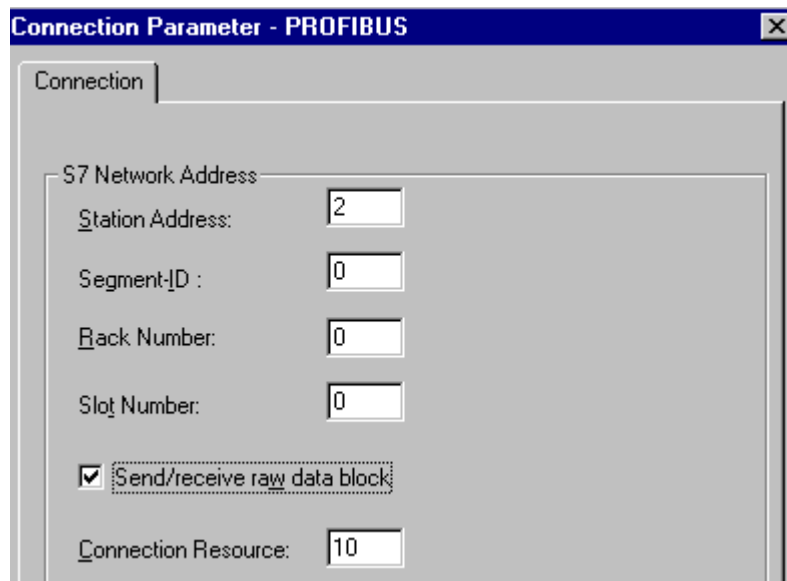 Connection Parameter - PROFIBUS
Connection
S7 Network Address
Station Address: 2
Segment-ID : 0
Rack Number: 0
Slot Number: 0
Send/receive raw data block
Connection Resource: 10